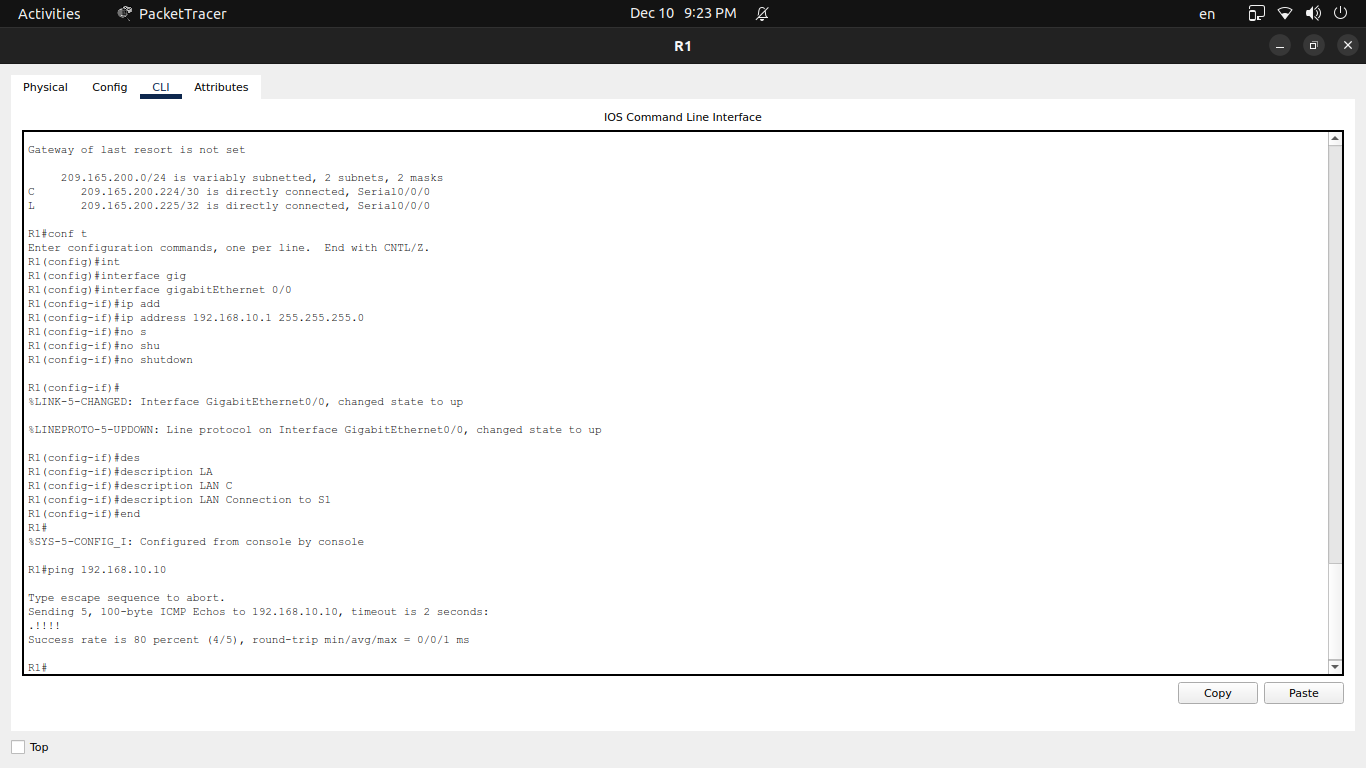 Activities PacketTracer Dec 10 9:23 PM en
R1
Physical Config CLI Attributes
IOS Command Line Interface
Gateway of last resort is not set
209.165.200.0/24 is variably subnetted, 2 subnets, 2 masks
C 209.165.200.224/30 is directly connected, Serial0/0/0
L 209.165.200.225/32 is directly connected, Serial0/0/0
R1#conf t
Enter configuration commands, one per line. End with CNTL/Z.
R1(config)#int
R1(config)#interface gig
R1(config)#interface gigabitEthernet 0/0
R1(config-if)#ip add
R1(config-if)#ip address 192.168.10.1 255.255.255.0
R1(config-if)#no s
R1(config-if)#no shu
R1(config-if)#no shutdown
R1(config-if)#
%LINK-5-CHANGED: Interface GigabitEthernet0/0, changed state to up
%LINEPROTO-5-UPDOWN: Line protocol on Interface GigabitEthernet0/0, changed state to up
R1(config-if)#des
R1(config-if)#description LA
R1(config-if)#description LAN C
R1(config-if)#description LAN Connection to S1
R1(config-if)#end
R1#
%SYS-5-CONFIG_I: Configured from console by console
R1#ping 192.168.10.10
Type escape sequence to abort.
Sending 5, 100-byte ICMP Echos to 192.168.10.10, timeout is 2 seconds:
.!!!!
Success rate is 80 percent (4/5), round-trip min/avg/max = 0/0/1 ms
R1#
Copy Paste
Top